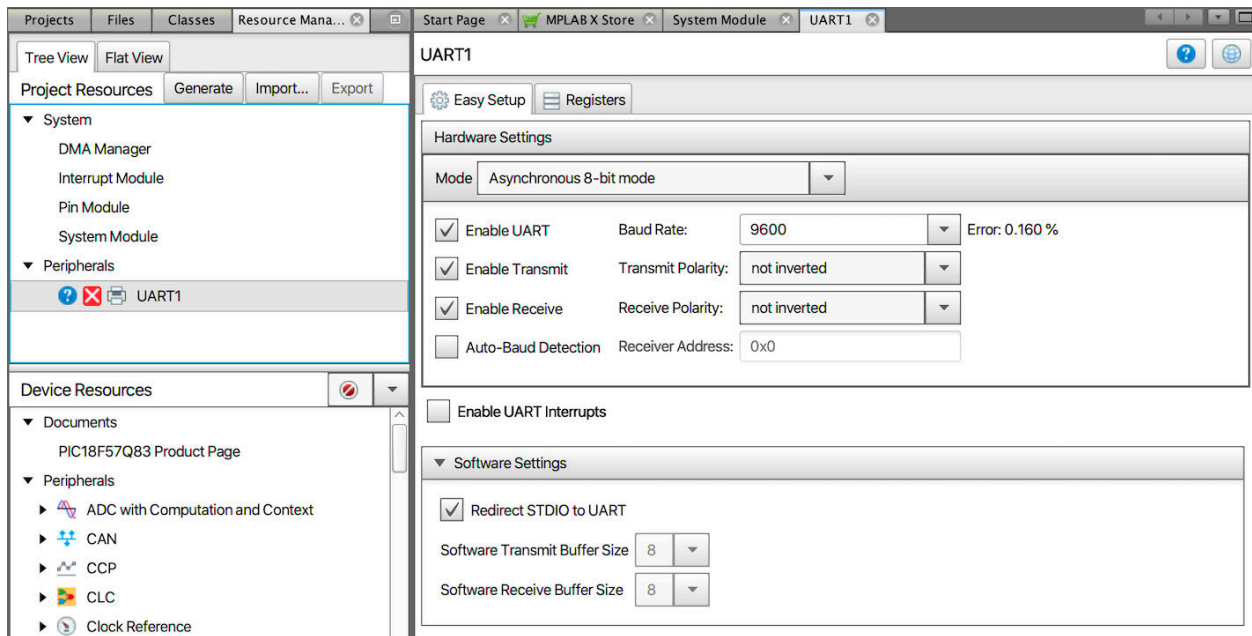 Projects Files Classes Resource Mana...
Tree View Flat View
Project Resources Generate Import... Export
System
DMA Manager
Interrupt Module
Pin Module
System Module
Peripherals
UART1
Device Resources
Documents
PIC18F57Q83 Product Page
Peripherals
ADC with Computation and Context
CAN
CCP
CLC
Clock Reference
Start Page MPLAB X Store System Module UART1
UART1
Easy Setup Registers
Hardware Settings
Mode Asynchronous 8-bit mode
Enable UART Baud Rate: 9600 Error: 0.160 %
Enable Transmit Transmit Polarity: not inverted
Enable Receive Receive Polarity: not inverted
Auto-Baud Detection Receiver Address: 0x0
Enable UART Interrupts
Software Settings
Redirect STDIO to UART
Software Transmit Buffer Size 8
Software Receive Buffer Size 8